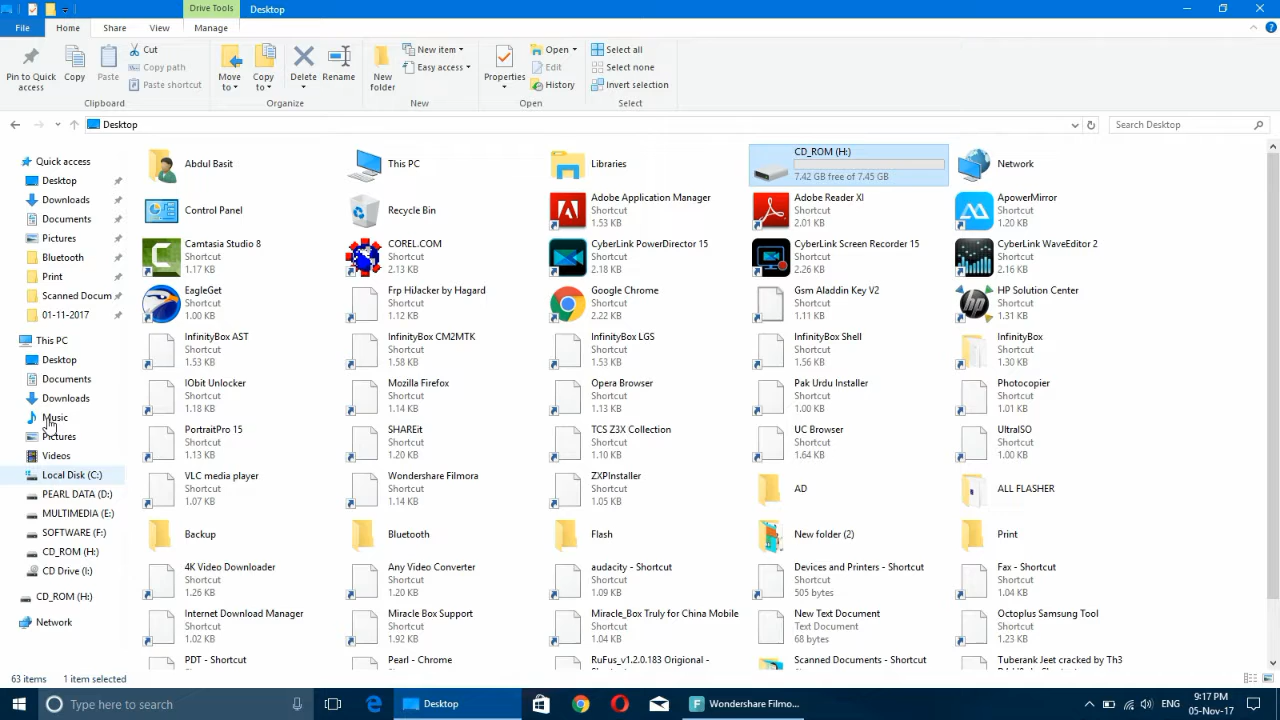 Drive Tools
Desktop
File
Home
Share
View
Manage
Pin to Quick access
Copy
Paste
Cut
Copy path
Paste shortcut
Clipboard
Move to
Copy to
Delete
Rename
Organize
New folder
New item
Easy access
New
Properties
Open
Edit
History
Open
Select all
Select none
Invert selection
Select
Desktop
Search Desktop
Quick access
Desktop
Downloads
Documents
Pictures
Bluetooth
Print
Scanned Docum
01-11-2017
This PC
Desktop
Documents
Downloads
Music
Pictures
Videos
Local Disk (C:)
PEARL DATA (D:)
MULTIMEDIA (E:)
SOFTWARE (F:)
CD_ROM (H:)
CD Drive (I:)
CD_ROM (H:)
Network
Abdul Basit
This PC
Libraries
CD_ROM (H:)
7.42 GB free of 7.45 GB
Network
Control Panel
Recycle Bin
Adobe Application Manager
Shortcut
1.53 KB
Adobe Reader XI
Shortcut
2.01 KB
ApowerMirror
Shortcut
1.20 KB
Camtasia Studio 8
Shortcut
1.17 KB
COREL.COM
Shortcut
2.13 KB
CyberLink PowerDirector 15
Shortcut
2.18 KB
CyberLink Screen Recorder 15
Shortcut
2.26 KB
CyberLink WaveEditor 2
Shortcut
2.16 KB
EagleGet
Shortcut
1.00 KB
Frp HiJacker by Hagard
Shortcut
1.12 KB
Google Chrome
Shortcut
2.22 KB
Gsm Aladdin Key V2
Shortcut
1.11 KB
HP Solution Center
Shortcut
1.31 KB
InfinityBox AST
Shortcut
1.53 KB
InfinityBox CM2MTK
Shortcut
1.58 KB
InfinityBox LGS
Shortcut
1.53 KB
InfinityBox Shell
Shortcut
1.56 KB
InfinityBox
Shortcut
1.30 KB
IObit Unlocker
Shortcut
1.18 KB
Mozilla Firefox
Shortcut
1.14 KB
Opera Browser
Shortcut
1.13 KB
Pak Urdu Installer
Shortcut
1.00 KB
Photocopier
Shortcut
1.01 KB
PortraitPro 15
Shortcut
1.13 KB
SHAREit
Shortcut
1.20 KB
TCS Z3X Collection
Shortcut
1.10 KB
UC Browser
Shortcut
1.64 KB
UltraISO
Shortcut
1.00 KB
VLC media player
Shortcut
1.07 KB
Wondershare Filmora
Shortcut
1.14 KB
ZXPInstaller
Shortcut
1.05 KB
AD
ALL FLASHER
Backup
Bluetooth
Flash
New folder (2)
Print
4K Video Downloader
Shortcut
1.26 KB
Any Video Converter
Shortcut
1.20 KB
audacity - Shortcut
Shortcut
1.09 KB
Devices and Printers - Shortcut
Shortcut
505 bytes
Fax - Shortcut
Shortcut
1.04 KB
Internet Download Manager
Shortcut
1.02 KB
Miracle Box Support
Shortcut
1.92 KB
Miracle_Box Truly for China Mobile
Shortcut
1.04 KB
New Text Document
Text Document
68 bytes
Octoplus Samsung Tool
Shortcut
1.23 KB
PDT - Shortcut
Pearl - Chrome
RuFus_v1.2.0.183 Origional -
Scanned Documents - Shortcut
Tuberank Jeet cracked by Th3
63 items
1 item selected
Type here to search
Desktop
Wondershare Filmo...
ENG
9:17 PM
05-Nov-17